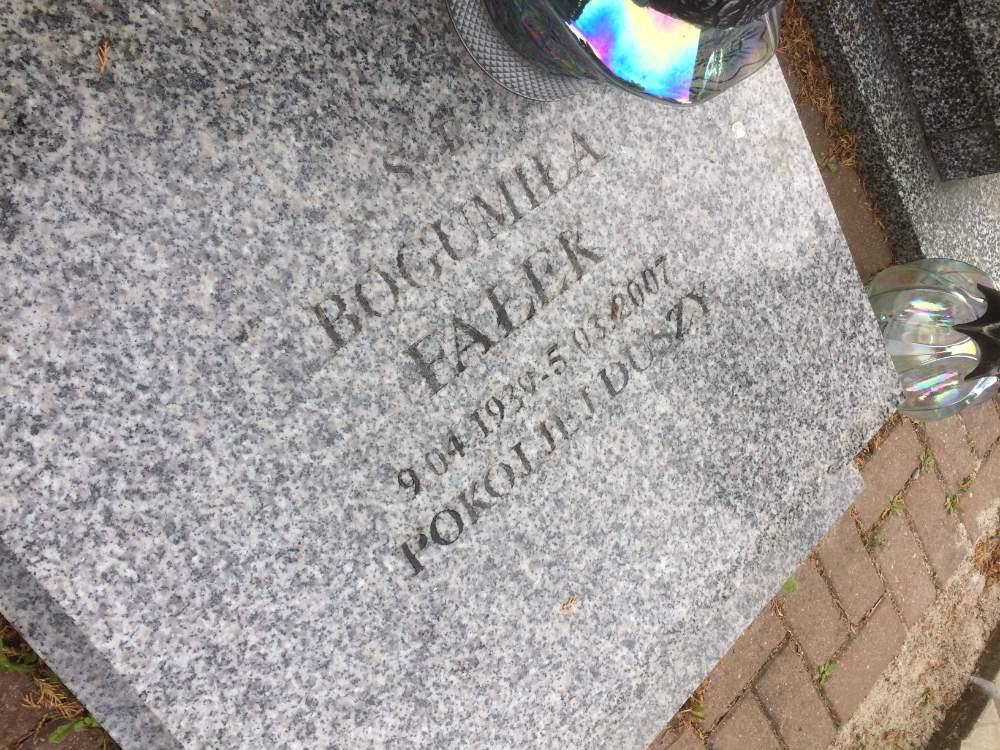 Ś. P.
BOGUMIŁA
FAŁEK
9.04.1939-5.03.2007
POKÓJ JEJ DUSZY